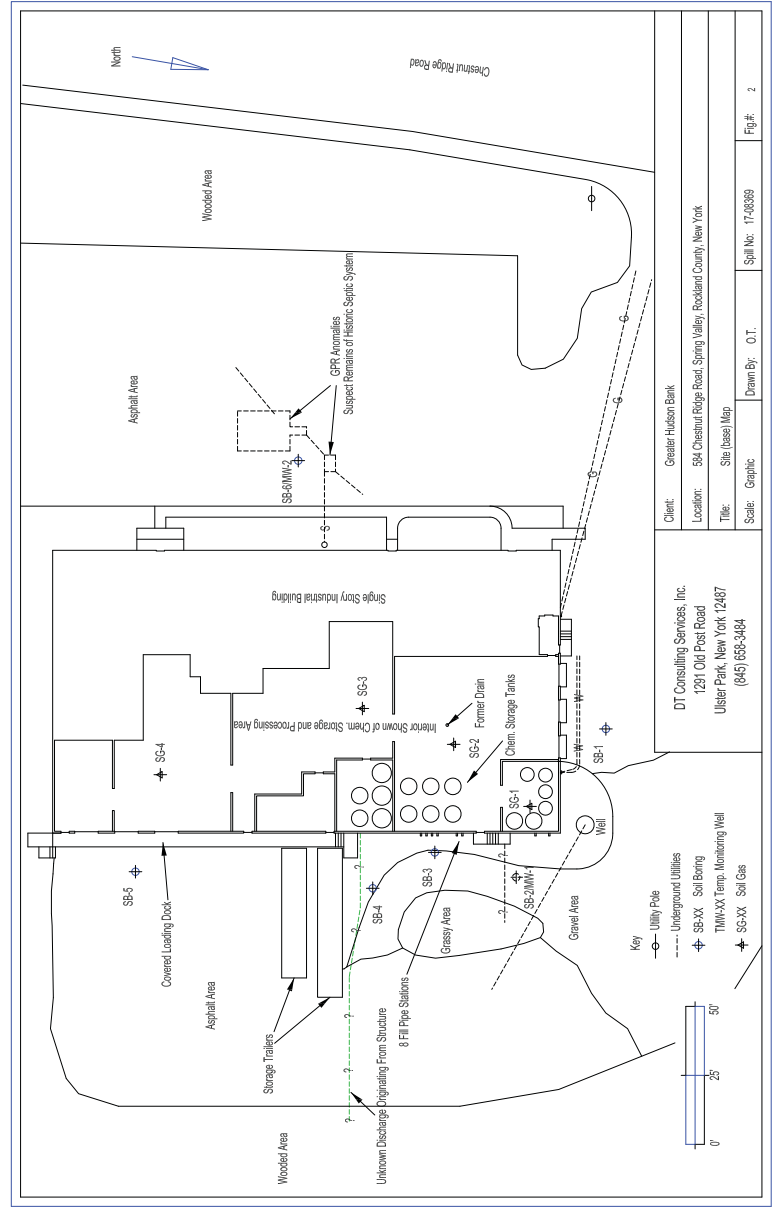 North
Chestnut Ridge Road
Wooded Area
Asphalt Area
GPR Anomalies
Suspect Remains of Historic Septic System
SB-6/MW-2
S
G
G
G
Single Story Industrial Building
Interior Shown of Chem. Storage and Processing Area
SG-4
SG-3
SG-2
SG-1
Former Drain
Chem. Storage Tanks
W
W
SB-1
Well
SB-5
Covered Loading Dock
SB-4
SB-3
SB-2/MW-1
?
?
Grassy Area
Gravel Area
Asphalt Area
Storage Trailers
8 Fill Pipe Stations
?
?
?
?
?
Unknown Discharge Originating From Structure
Wooded Area
Key
Utility Pole
Underground Utilities
SB-XX Soil Boring
TMW-XX Temp. Monitoring Well
SG-XX Soil Gas
0' 25' 50'
DT Consulting Services, Inc.
1291 Old Post Road
Ulster Park, New York 12487
(845) 658-3484
Client: Greater Hudson Bank
Location: 584 Chestnut Ridge Road, Spring Valley, Rockland County, New York
Title: Site (base) Map
Scale: Graphic
Drawn By: O.T.
Spill No: 17-08369
Fig.#: 2